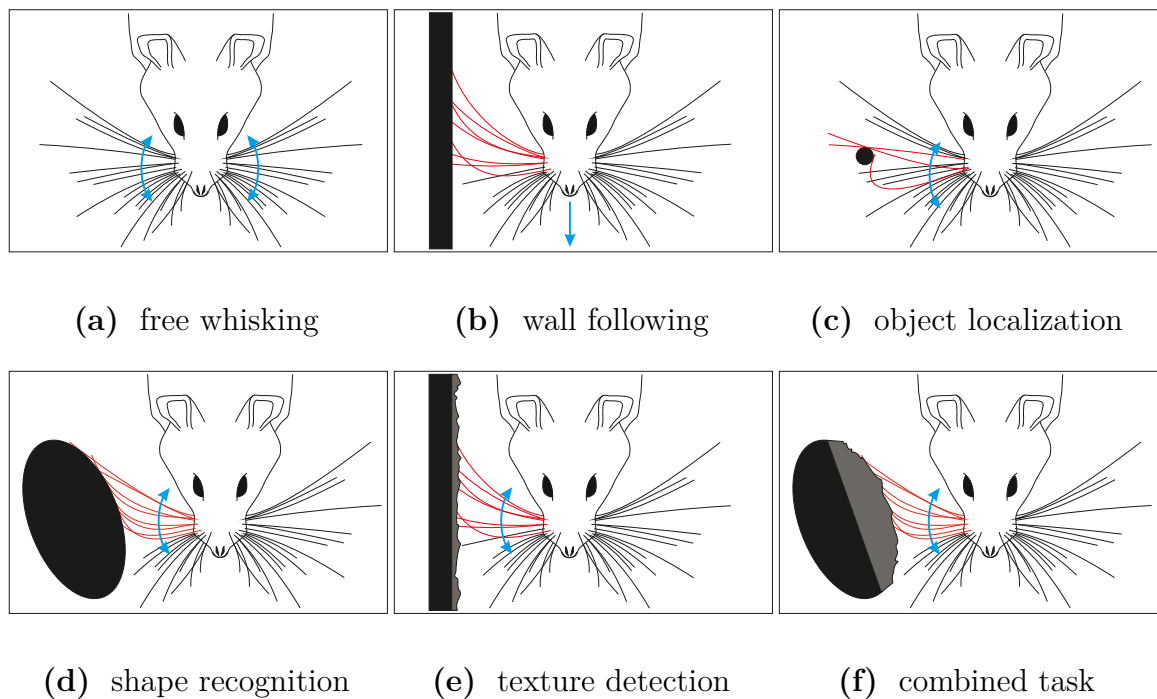 (a) free whisking
(b) wall following
(c) object localization
(d) shape recognition
(e) texture detection
(f) combined task